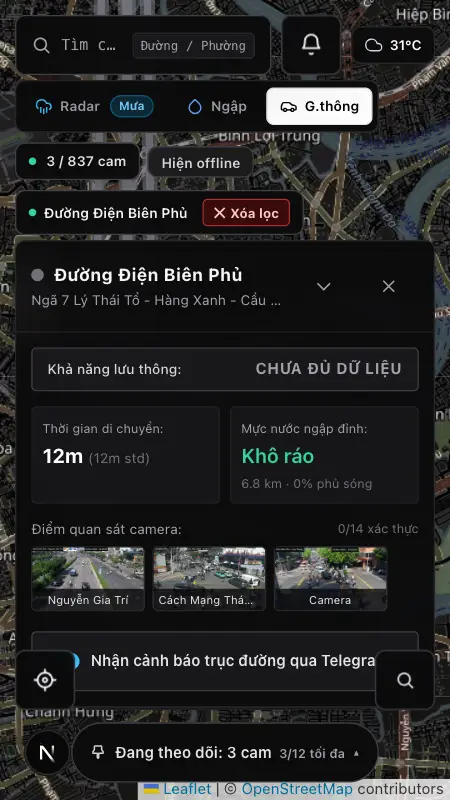 Hiệp Bình
Tìm c...
Đường / Phường
31°C
Radar
Mưa
Ngập
G.thông
Bình Lợi Trung
3 / 837 cam
Hiện offline
Đường Điện Biên Phủ
Xóa lọc
Đường Điện Biên Phủ
Ngã 7 Lý Thái Tổ - Hàng Xanh - Cầu ...
Khả năng lưu thông:
CHƯA ĐỦ DỮ LIỆU
Thời gian di chuyển:
12m (12m std)
Mực nước ngập đỉnh:
Khô ráo
6.8 km · 0% phủ sóng
Điểm quan sát camera:
0/14 xác thực
Nguyễn Gia Trí
Cách Mạng Thá...
Camera
Nhận cảnh báo trục đường qua Telegra
Chánh Hưng
Nguyễn
N
Đang theo dõi: 3 cam 3/12 tối đa
Leaflet | © OpenStreetMap contributors